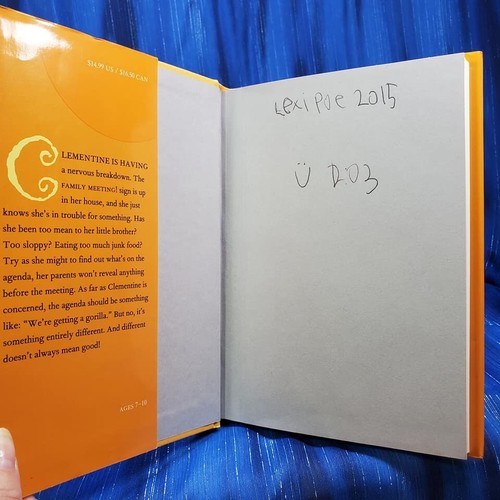 $14.99 US / $16.50 CAN
CLEMENTINE IS HAVING
a nervous breakdown. The
FAMILY MEETING! sign is up
in her house, and she just
knows she's in trouble for something. Has
she been too mean to her little brother?
Too sloppy? Eating too much junk food?
Try as she might to find out what's on the
agenda, her parents won't reveal anything
before the meeting. As far as Clementine is
concerned, the agenda should be something
like: "We're getting a gorilla." But no, it's
something entirely different. And different
doesn't always mean good!
AGES 7–10
Lexi Poe 2015